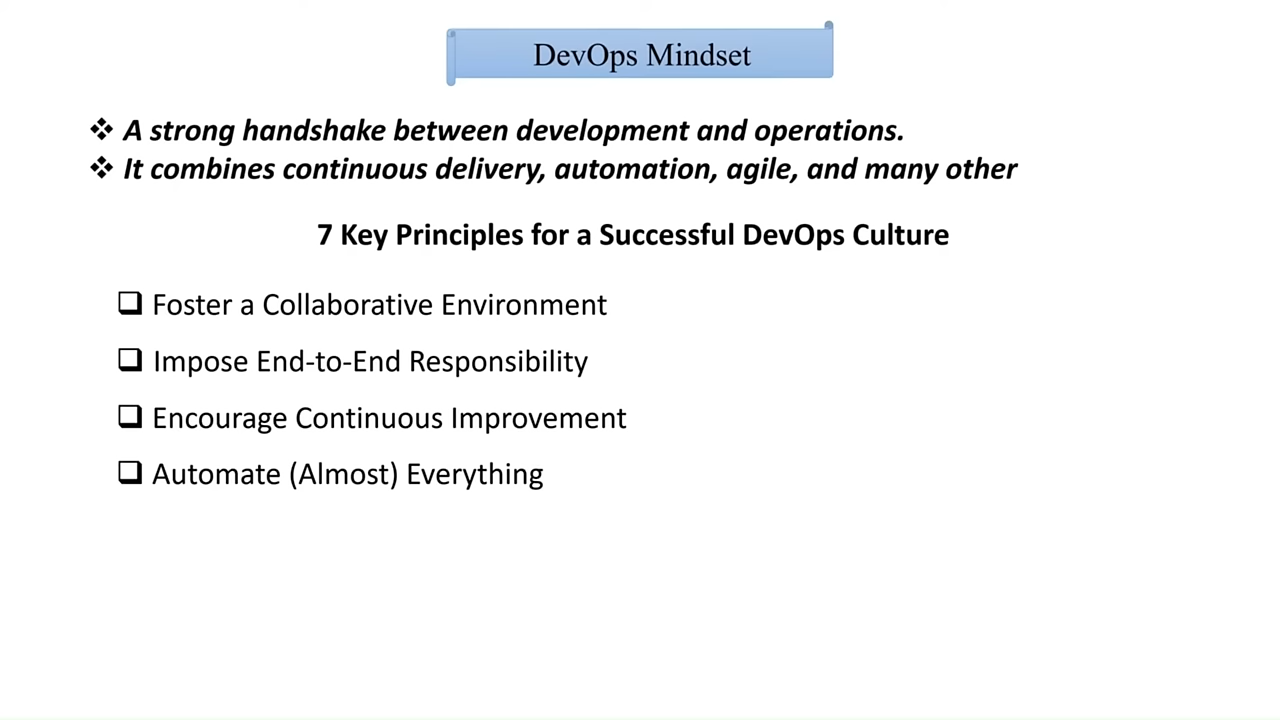 DevOps Mindset
A strong handshake between development and operations.
It combines continuous delivery, automation, agile, and many other
7 Key Principles for a Successful DevOps Culture
Foster a Collaborative Environment
Impose End-to-End Responsibility
Encourage Continuous Improvement
Automate (Almost) Everything